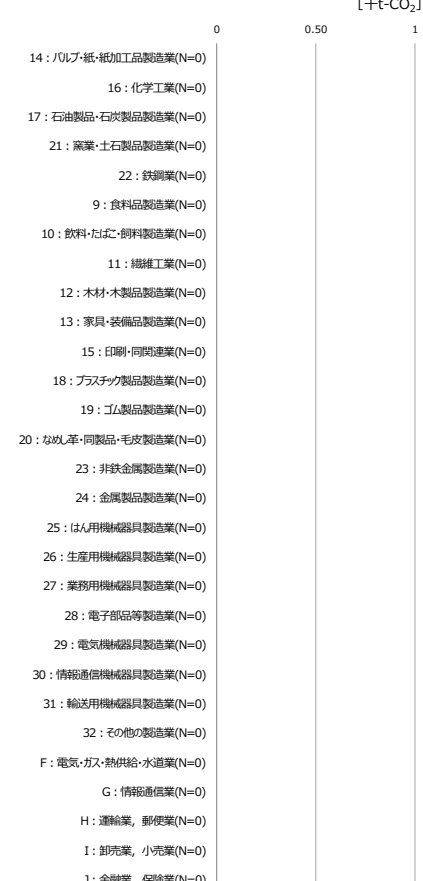 [千t-CO₂]
0 0.50 1
14：パルプ・紙・紙加工品製造業(N=0)
16：化学工業(N=0)
17：石油製品・石炭製品製造業(N=0)
21：窯業・土石製品製造業(N=0)
22：鉄鋼業(N=0)
9：食料品製造業(N=0)
10：飲料・たばこ・飼料製造業(N=0)
11：繊維工業(N=0)
12：木材・木製品製造業(N=0)
13：家具・装備品製造業(N=0)
15：印刷・同関連業(N=0)
18：プラスチック製品製造業(N=0)
19：ゴム製品製造業(N=0)
20：なめし革・同製品・毛皮製造業(N=0)
23：非鉄金属製造業(N=0)
24：金属製品製造業(N=0)
25：はん用機械器具製造業(N=0)
26：生産用機械器具製造業(N=0)
27：業務用機械器具製造業(N=0)
28：電子部品等製造業(N=0)
29：電気機械器具製造業(N=0)
30：情報通信機械器具製造業(N=0)
31：輸送用機械器具製造業(N=0)
32：その他の製造業(N=0)
F：電気・ガス・熱供給・水道業(N=0)
G：情報通信業(N=0)
H：運輸業，郵便業(N=0)
I：卸売業，小売業(N=0)
J：金融業，保険業(N=0)